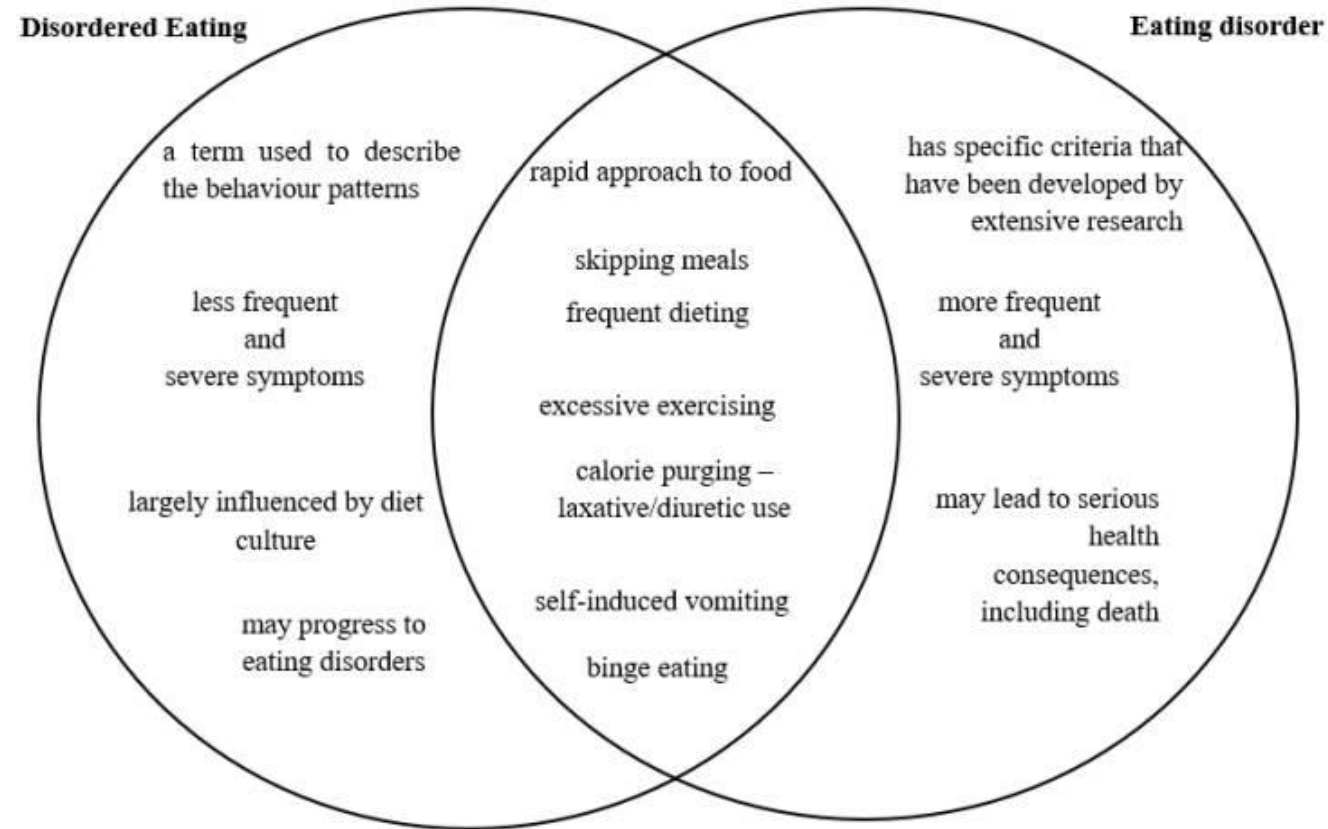 Disordered Eating
Eating disorder
a term used to describe
the behaviour patterns
less frequent
and
severe symptoms
largely influenced by diet
culture
may progress to
eating disorders
rapid approach to food
skipping meals
frequent dieting
excessive exercising
calorie purging –
laxative/diuretic use
self-induced vomiting
binge eating
has specific criteria that
have been developed by
extensive research
more frequent
and
severe symptoms
may lead to serious
health
consequences,
including death